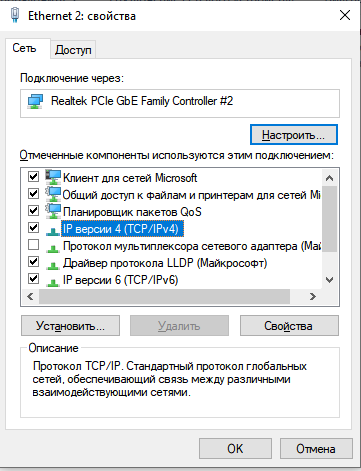 Ethernet 2: свойства
Сеть
Доступ
Подключение через:
Realtek PCIe GbE Family Controller #2
Настроить...
Отмеченные компоненты используются этим подключением:
Клиент для сетей Microsoft
Общий доступ к файлам и принтерам для сетей Mi
Планировщик пакетов QoS
IP версии 4 (TCP/IPv4)
Протокол мультиплексора сетевого адаптера (Май
Драйвер протокола LLDP (Майкрософт)
IP версии 6 (TCP/IPv6)
Установить...
Удалить
Свойства
Описание
Протокол TCP/IP. Стандартный протокол глобальных
сетей, обеспечивающий связь между различными
взаимодействующими сетями.
OK
Отмена